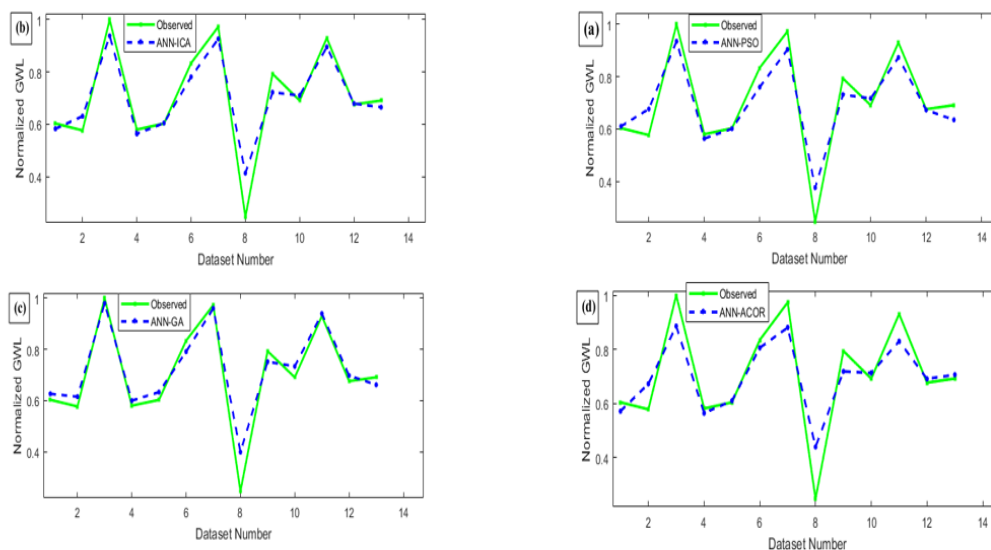 (b)
Observed
ANN-ICA
Normalized GWL
1
0.8
0.6
0.4
2 4 6 8 10 12 14
Dataset Number
(a)
Observed
ANN-PSO
Normalized GWL
1
0.8
0.6
0.4
2 4 6 8 10 12 14
Dataset Number
(c)
Observed
ANN-GA
Normalized GWL
1
0.8
0.6
0.4
2 4 6 8 10 12 14
Dataset Number
(d)
Observed
ANN-ACOR
Normalized GWL
1
0.8
0.6
0.4
2 4 6 8 10 12 14
Dataset Number